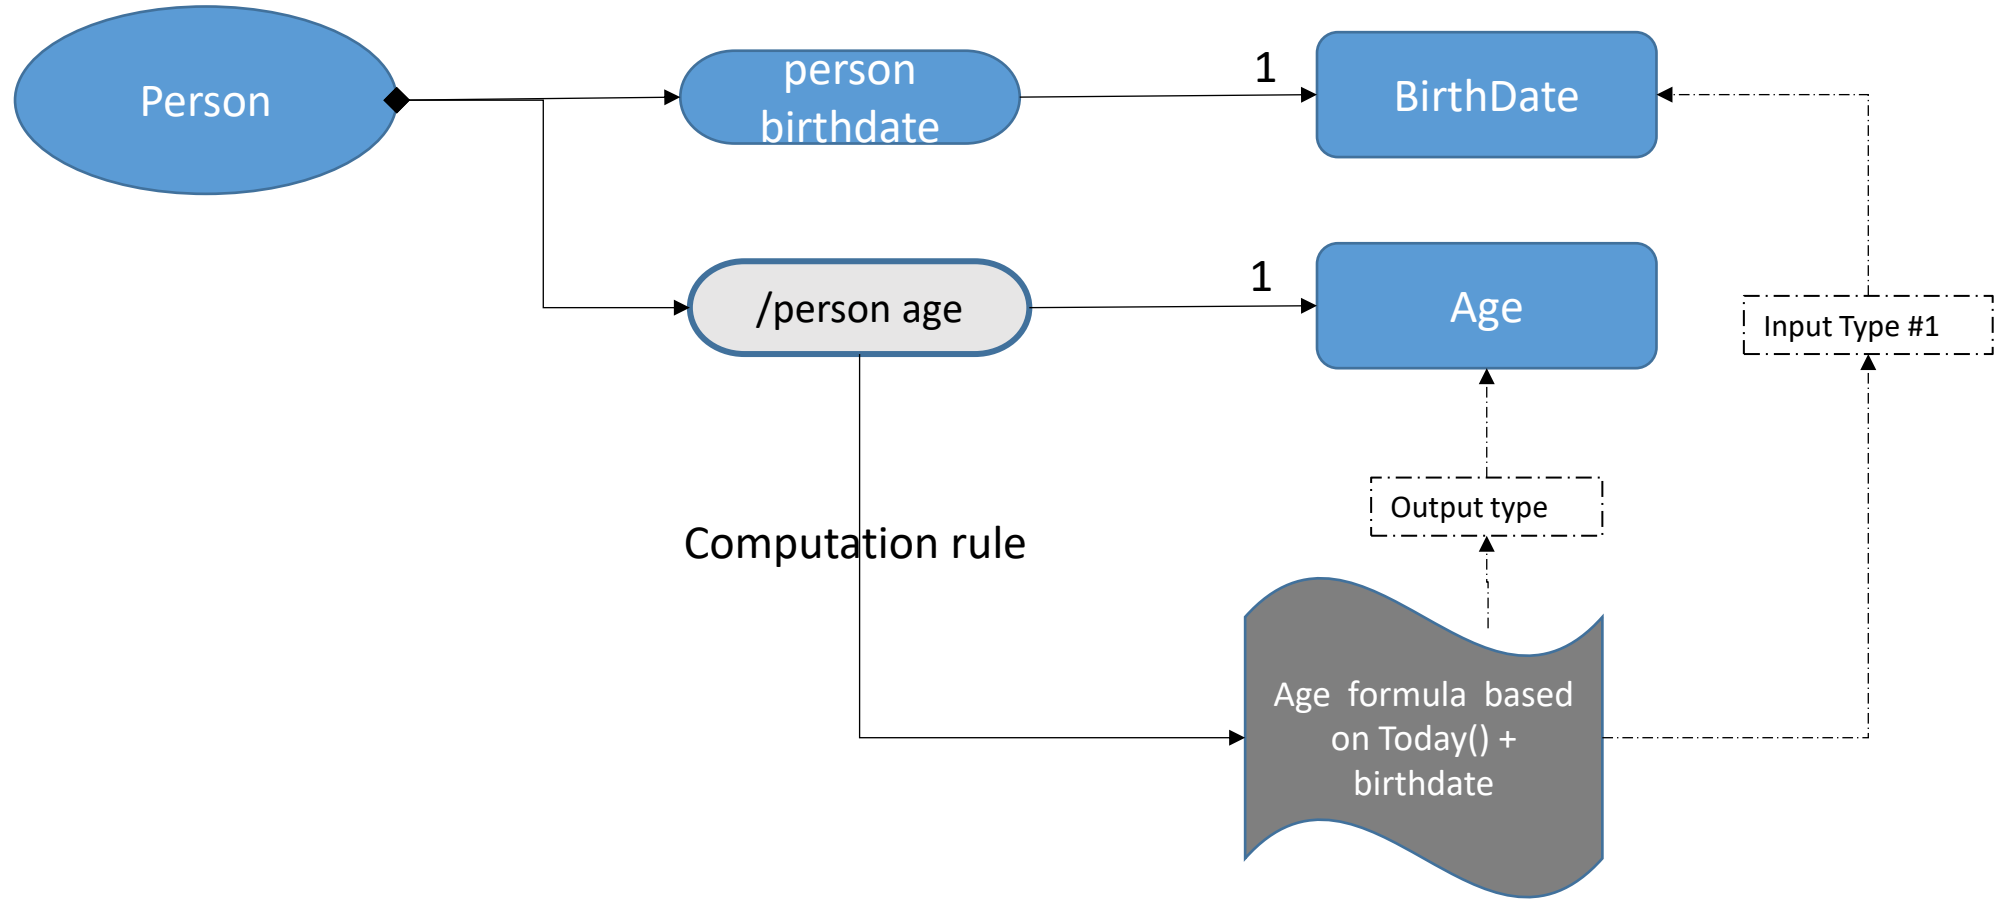 Person
person
birthdate
1
BirthDate
/person age
1
Age
Input Type #1
Output type
Computation rule
Age formula based
on Today() +
birthdate